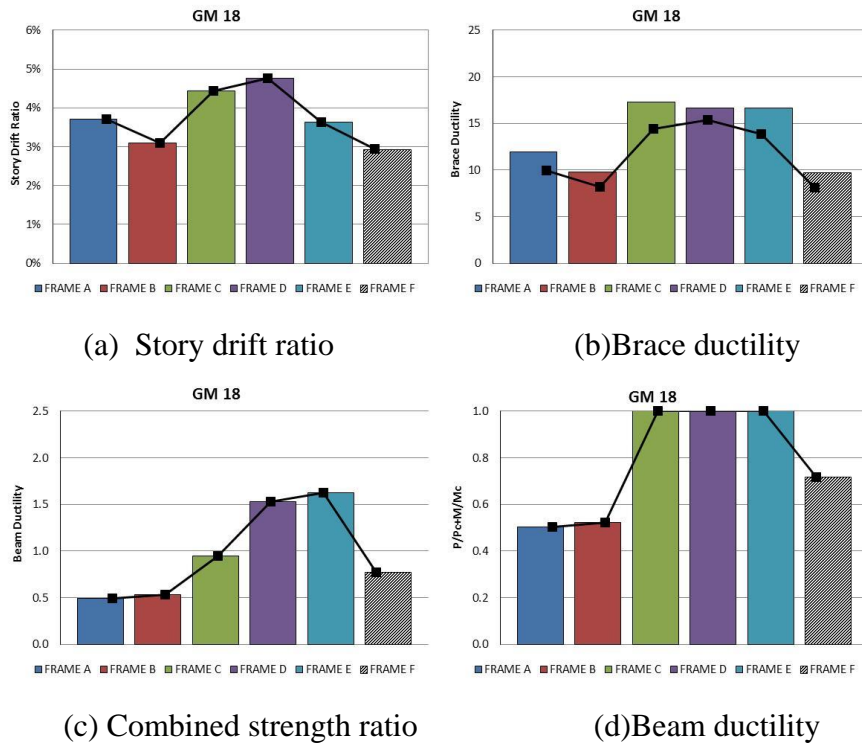 GM 18
6%
5%
4%
3%
2%
1%
0%
Story Drift Ratio
FRAME A FRAME B FRAME C FRAME D FRAME E FRAME F
(a) Story drift ratio
GM 18
25
20
15
10
5
0
Brace Ductility
FRAME A FRAME B FRAME C FRAME D FRAME E FRAME F
(b)Brace ductility
GM 18
2.5
2.0
1.5
1.0
0.5
0.0
Beam Ductility
FRAME A FRAME B FRAME C FRAME D FRAME E FRAME F
(c) Combined strength ratio
GM 18
1.0
0.8
0.6
0.4
0.2
0.0
P/Pc+M/Mc
FRAME A FRAME B FRAME C FRAME D FRAME E FRAME F
(d)Beam ductility